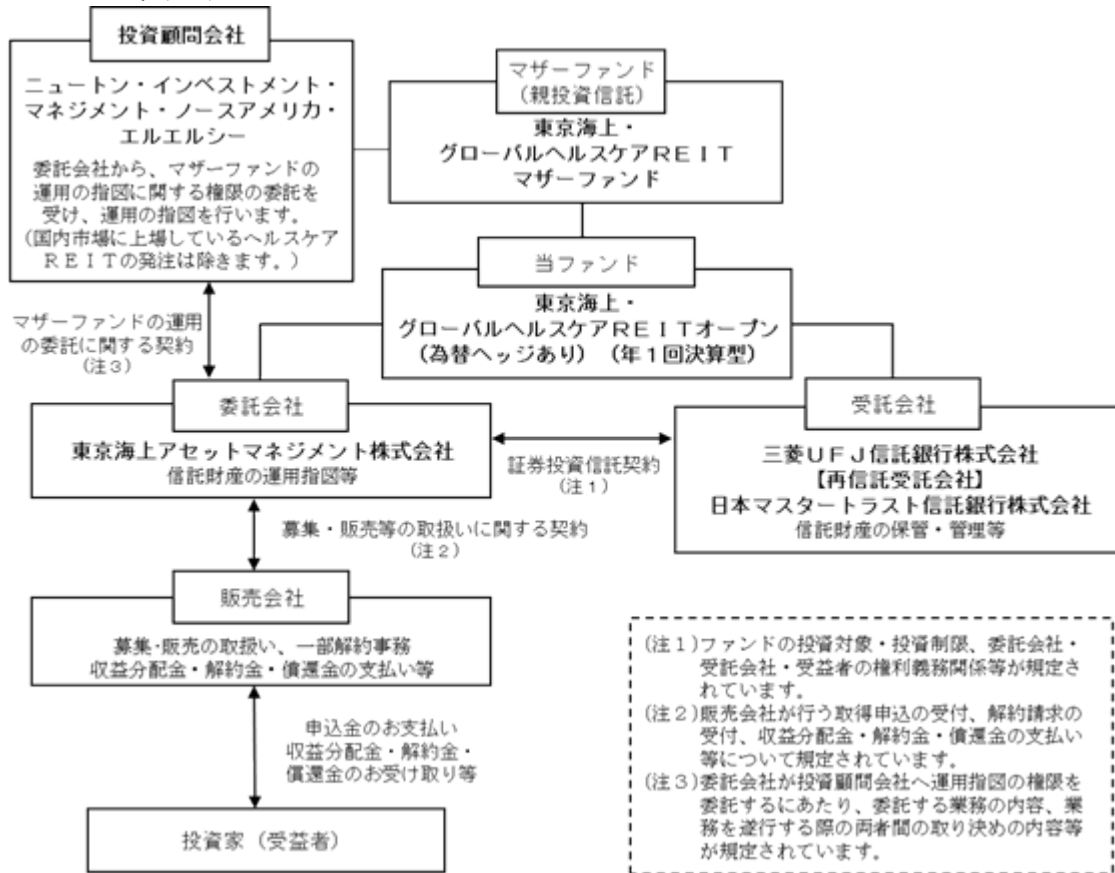 投資顧問会社
ニュートン・インベストメント・
マネジメント・ノースアメリカ・
エルエルシー
委託会社から、マザーファンドの
運用の指図に関する権限の委託を
受け、運用の指図を行います。
(国内市場に上場しているヘルスケア
ＲＥＩＴの発注は除きます。)
マザーファンド
(親投資信託)
東京海上・
グローバルヘルスケアＲＥＩＴ
マザーファンド
当ファンド
東京海上・
グローバルヘルスケアＲＥＩＴオープン
(為替ヘッジあり) (年１回決算型)
マザーファンドの運用
の委託に関する契約
(注３)
委託会社
東京海上アセットマネジメント株式会社
信託財産の運用指図等
証券投資信託契約
(注１)
受託会社
三菱ＵＦＪ信託銀行株式会社
【再信託受託会社】
日本マスタートラスト信託銀行株式会社
信託財産の保管・管理等
募集・販売等の取扱いに関する契約
(注２)
販売会社
募集・販売の取扱い、一部解約事務
収益分配金・解約金・償還金の支払い等
申込金のお支払い
収益分配金・解約金・
償還金のお受け取り等
投資家 (受益者)
(注１)ファンドの投資対象・投資制限、委託会社・
受託会社・受益者の権利義務関係等が規定さ
れています。
(注２)販売会社が行う取得申込の受付、解約請求の
受付、収益分配金・解約金・償還金の支払い
等について規定されています。
(注３)委託会社が投資顧問会社へ運用指図の権限を
委託するにあたり、委託する業務の内容、業
務を遂行する際の両者間の取り決めの内容等
が規定されています。